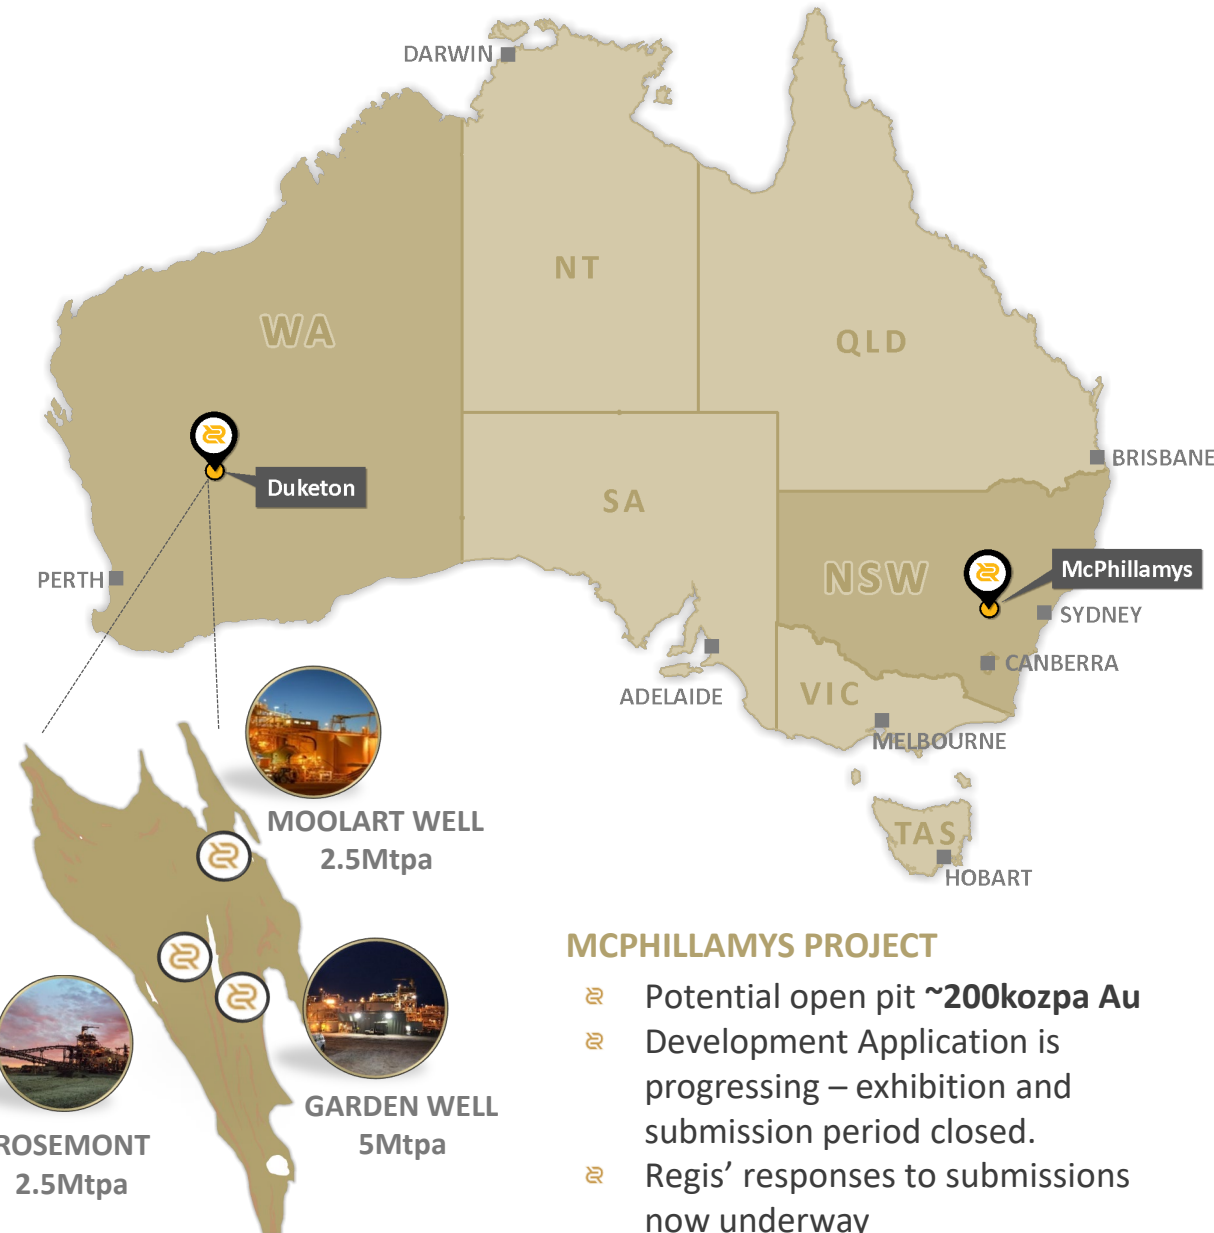 DARWIN
NT
WA
QLD
BRISBANE
Duketon
SA
McPhillamys
NSW
PERTH
SYDNEY
CANBERRA
ADELAIDE
VIC
MELBOURNE
TAS
HOBART
MOOLART WELL
2.5Mtpa
GARDEN WELL
5Mtpa
ROSEMONT
2.5Mtpa
MCPHILLAMYS PROJECT
Potential open pit ~200kozpa Au
Development Application is
progressing – exhibition and
submission period closed.
Regis’ responses to submissions
now underway